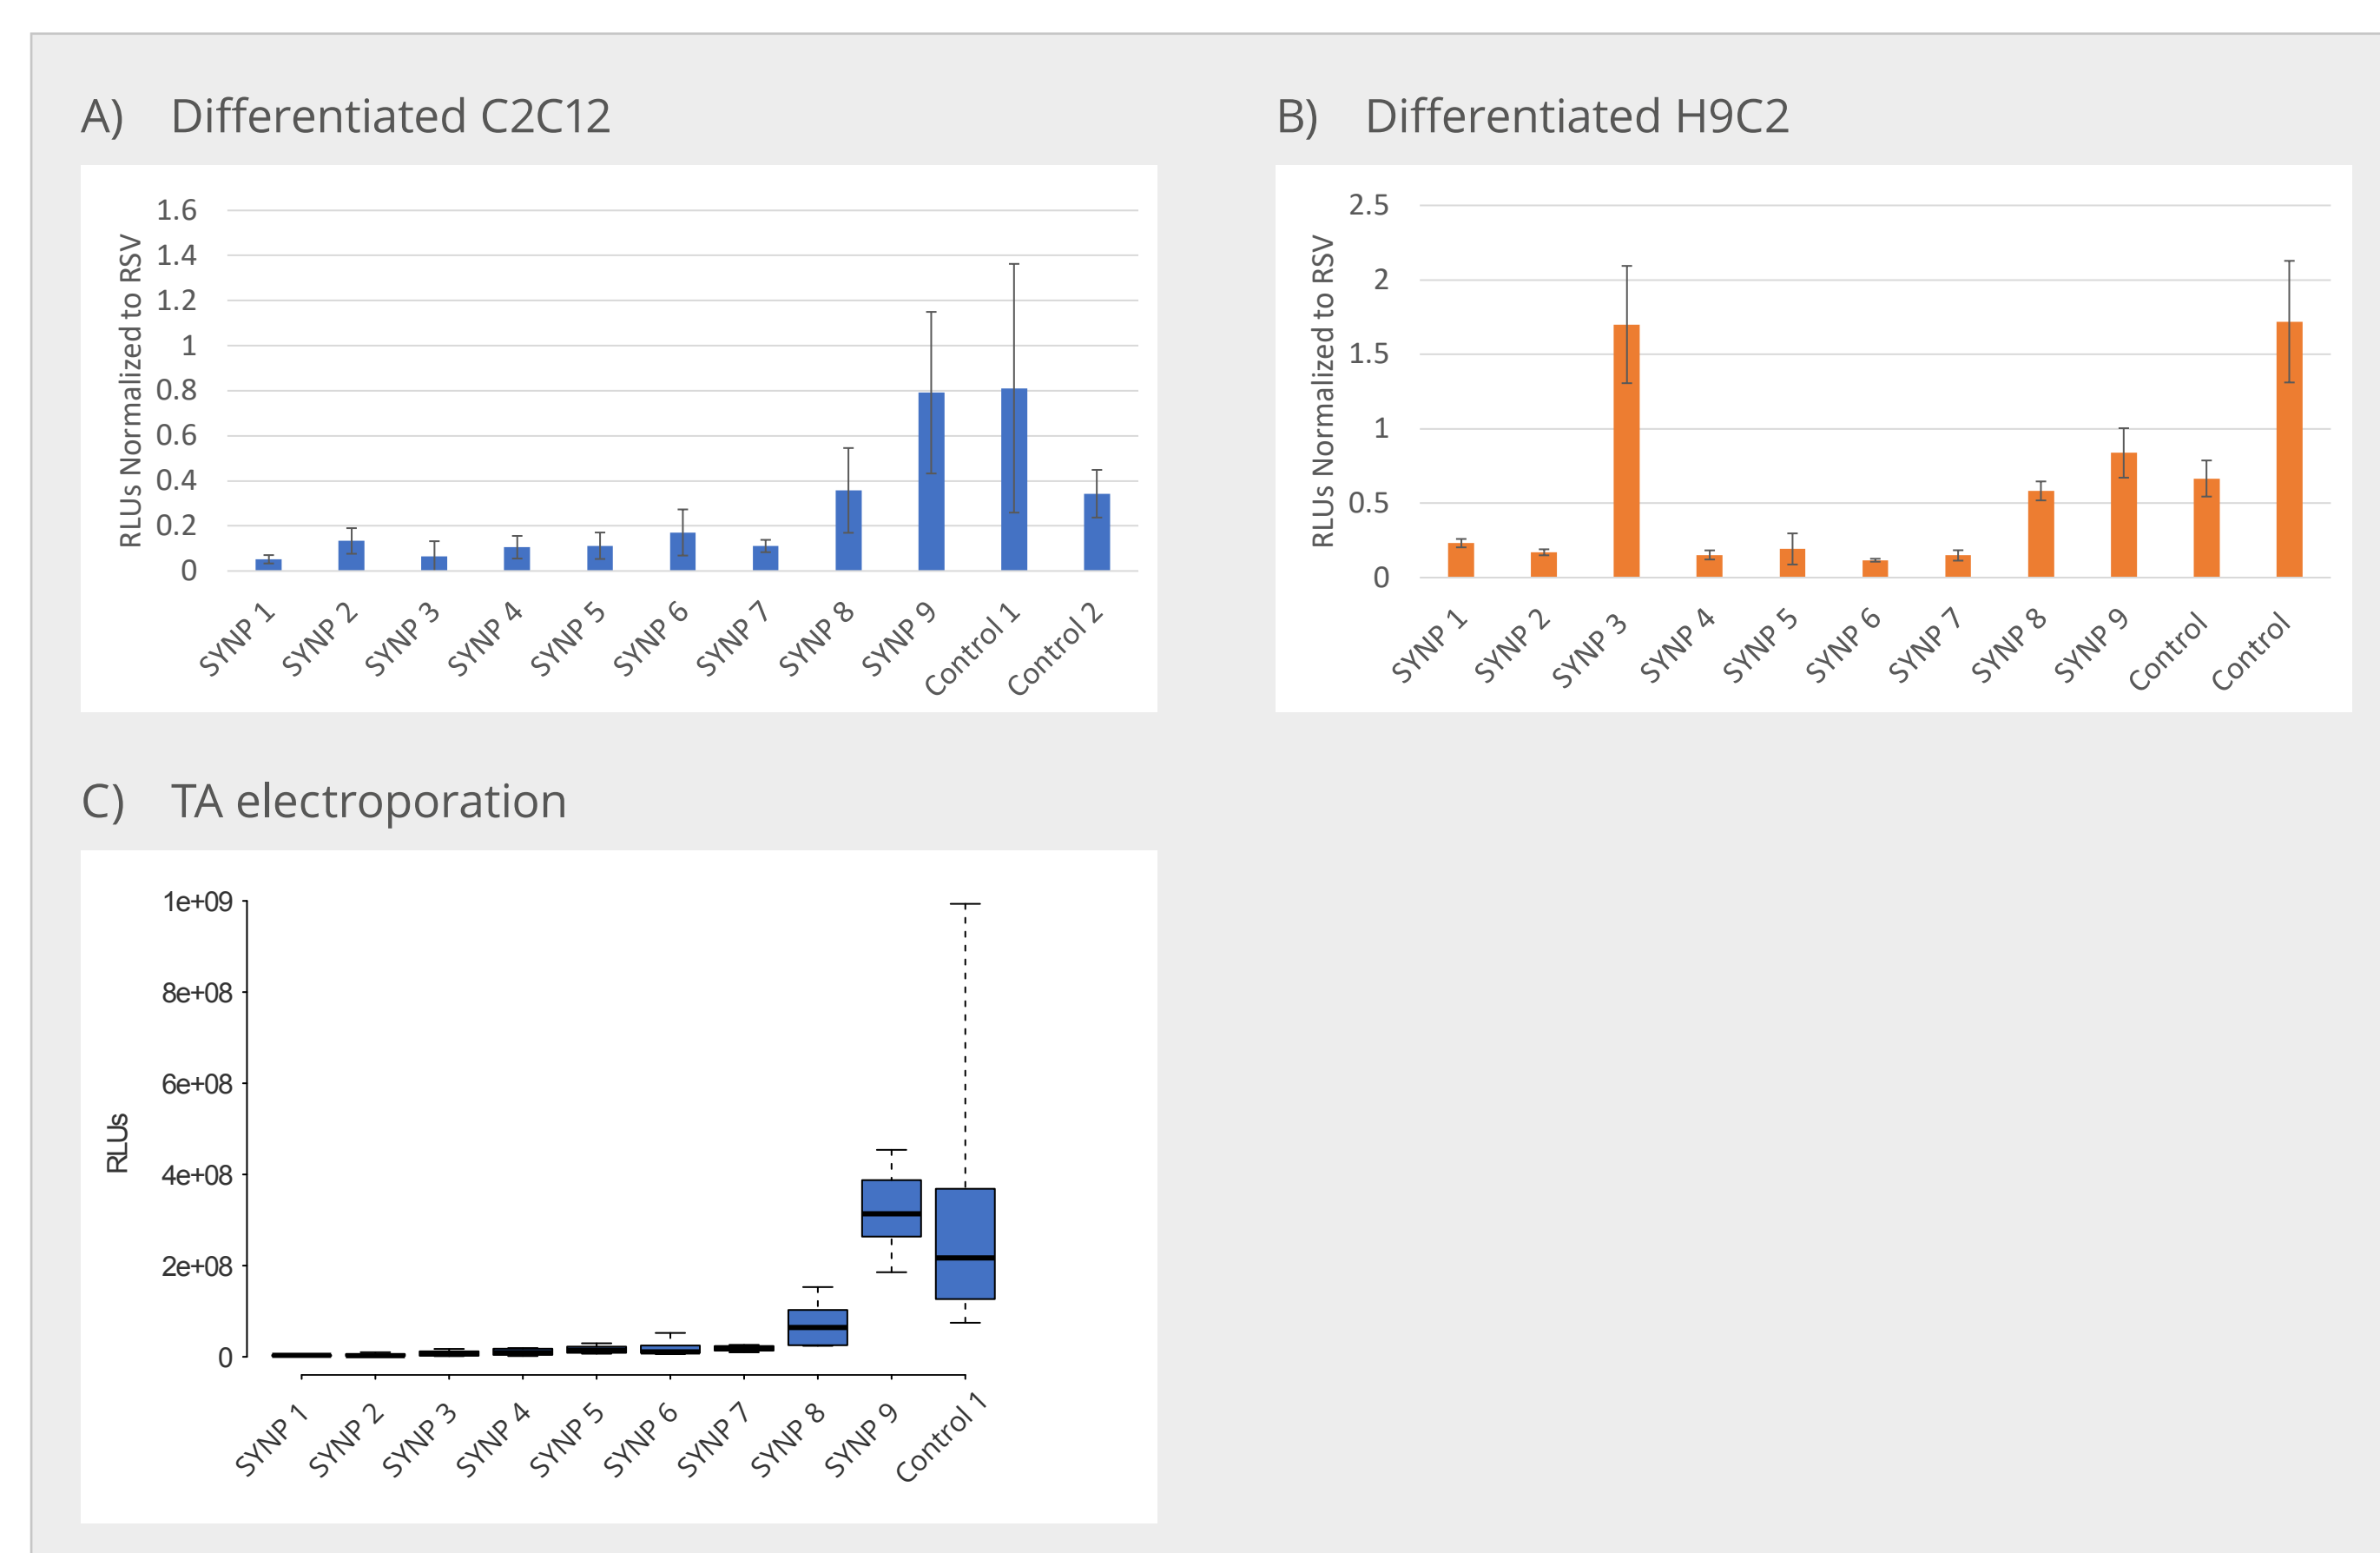 A) Differentiated C2C12
RLUs Normalized to RSV
1.6
1.4
1.2
1
0.8
0.6
0.4
0.2
0
SYNP 1
SYNP 2
SYNP 3
SYNP 4
SYNP 5
SYNP 6
SYNP 7
SYNP 8
SYNP 9
Control 1
Control 2
B) Differentiated H9C2
RLUs Normalized to RSV
2.5
2
1.5
1
0.5
0
SYNP 1
SYNP 2
SYNP 3
SYNP 4
SYNP 5
SYNP 6
SYNP 7
SYNP 8
SYNP 9
Control
Control
C) TA electroporation
RLUs
1e+09
8e+08
6e+08
4e+08
2e+08
0
SYNP 1
SYNP 2
SYNP 3
SYNP 4
SYNP 5
SYNP 6
SYNP 7
SYNP 8
SYNP 9
Control 1